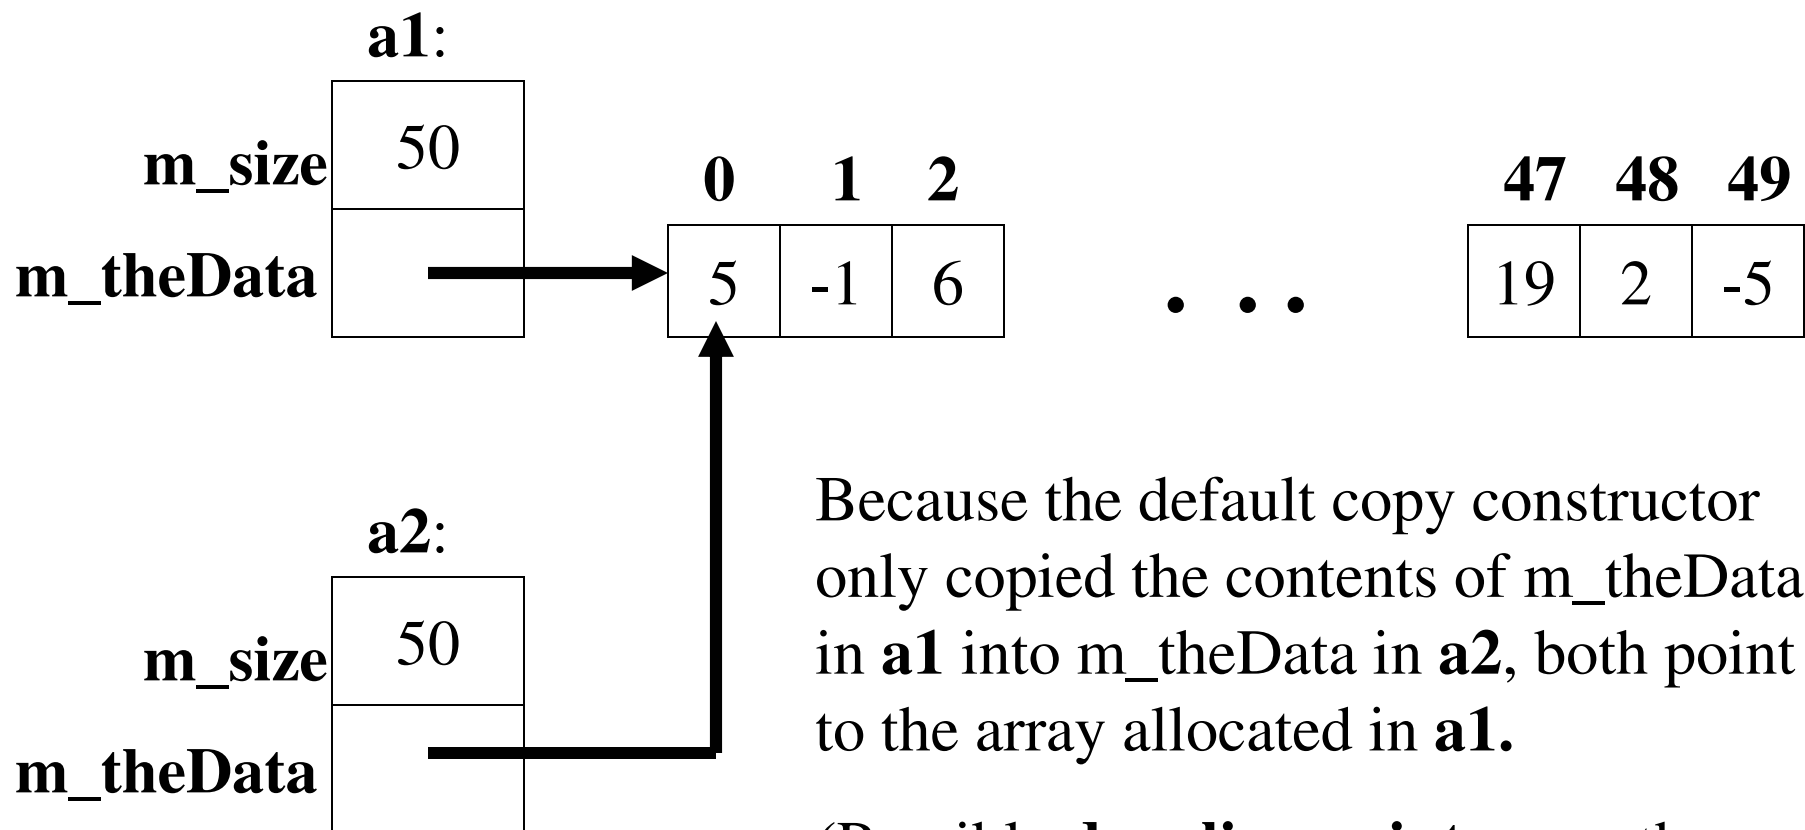 a1:
m_size 50
0 1 2 47 48 49
m_theData
5 -1 6 . . . 19 2 -5
Because the default copy constructor
a2:
only copied the contents of m_theData
m_size 50
in a1 into m_theData in a2, both point
to the array allocated in a1.
m_theData